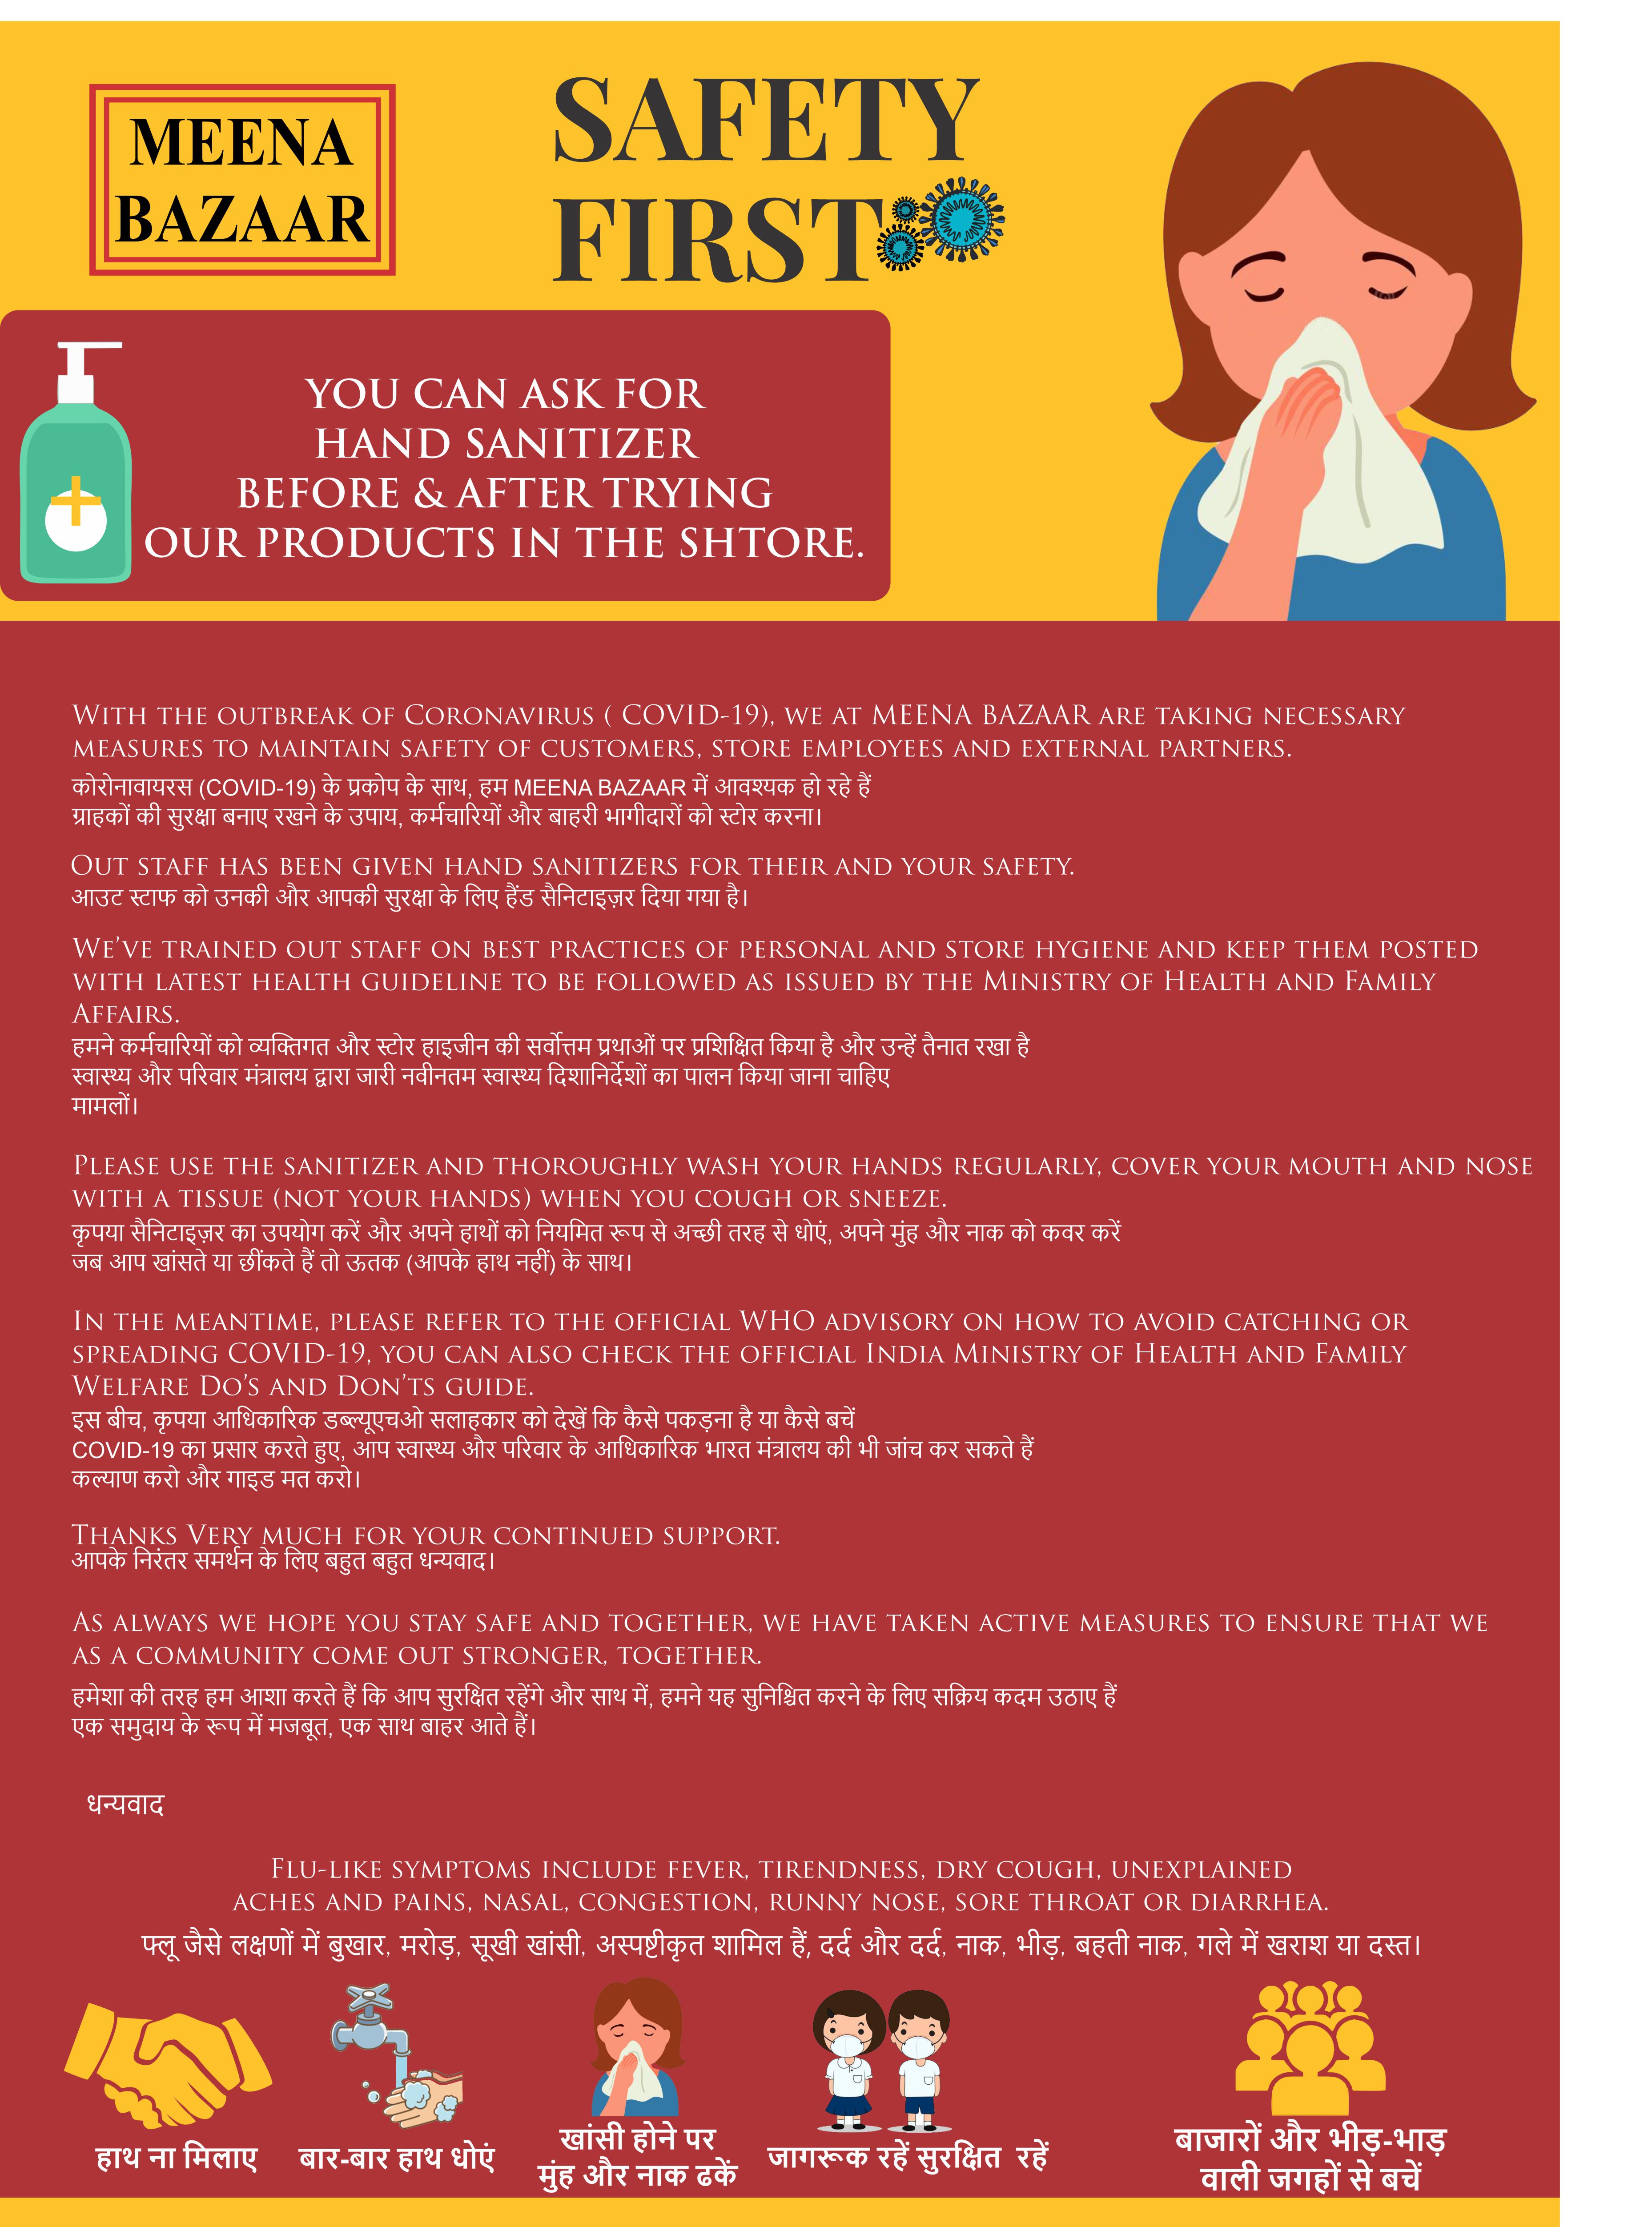 MEENA
BAZAAR
SAFETY
FIRST
YOU CAN ASK FOR
HAND SANITIZER
BEFORE & AFTER TRYING
OUR PRODUCTS IN THE SHTORE.
With the outbreak of Coronavirus ( COVID-19), we at MEENA BAZAAR are taking necessary
measures to maintain safety of customers, store employees and external partners.
कोरोनावायरस (COVID-19) के प्रकोप के साथ, हम MEENA BAZAAR में आवश्यक हो रहे हैं
ग्राहकों की सुरक्षा बनाए रखने के उपाय, कर्मचारियों और बाहरी भागीदारों को स्टोर करना।
Out staff has been given hand sanitizers for their and your safety.
आउट स्टाफ को उनकी और आपकी सुरक्षा के लिए हैंड सैनिटाइज़र दिया गया है।
We've trained out staff on best practices of personal and store hygiene and keep them posted
with latest health guideline to be followed as issued by the Ministry of Health and Family
Affairs.
हमने कर्मचारियों को व्यक्तिगत और स्टोर हाइजीन की सर्वोत्तम प्रथाओं पर प्रशिक्षित किया है और उन्हें तैनात रखा है
स्वास्थ्य और परिवार मंत्रालय द्वारा जारी नवीनतम स्वास्थ्य दिशानिर्देशों का पालन किया जाना चाहिए
मामलों।
Please use the sanitizer and thoroughly wash your hands regularly, cover your mouth and nose
with a tissue (not your hands) when you cough or sneeze.
कृपया सैनिटाइज़र का उपयोग करें और अपने हाथों को नियमित रूप से अच्छी तरह से धोएं, अपने मुंह और नाक को कवर करें
जब आप खांसते या छींकते हैं तो ऊतक (आपके हाथ नहीं) के साथ।
In the meantime, please refer to the official WHO advisory on how to avoid catching or
spreading COVID-19, you can also check the official India Ministry of Health and Family
Welfare Do's and Don'ts guide.
इस बीच, कृपया आधिकारिक डब्ल्यूएचओ सलाहकार को देखें कि कैसे पकड़ना है या कैसे बचें
COVID-19 का प्रसार करते हुए, आप स्वास्थ्य और परिवार के आधिकारिक भारत मंत्रालय की भी जांच कर सकते हैं
कल्याण करो और गाइड मत करो।
Thanks Very much for your continued support.
आपके निरंतर समर्थन के लिए बहुत बहुत धन्यवाद।
As always we hope you stay safe and together, we have taken active measures to ensure that we
as a community come out stronger, together.
हमेशा की तरह हम आशा करते हैं कि आप सुरक्षित रहेंगे और साथ में, हमने यह सुनिश्चित करने के लिए सक्रिय कदम उठाए हैं
एक समुदाय के रूप में मजबूत, एक साथ बाहर आते हैं।
धन्यवाद
Flu-like symptoms include fever, tirendness, dry cough, unexplained
aches and pains, nasal, congestion, runny nose, sore throat or diarrhea.
फ्लू जैसे लक्षणों में बुखार, मरोड़, सूखी खांसी, अस्पष्टीकृत शामिल हैं, दर्द और दर्द, नाक, भीड़, बहती नाक, गले में खराश या दस्त।
हाथ ना मिलाए
बार-बार हाथ धोएं
खांसी होने पर
मुंह और नाक ढकें
जागरूक रहें सुरक्षित रहें
बाजारों और भीड़-भाड़
वाली जगहों से बचें